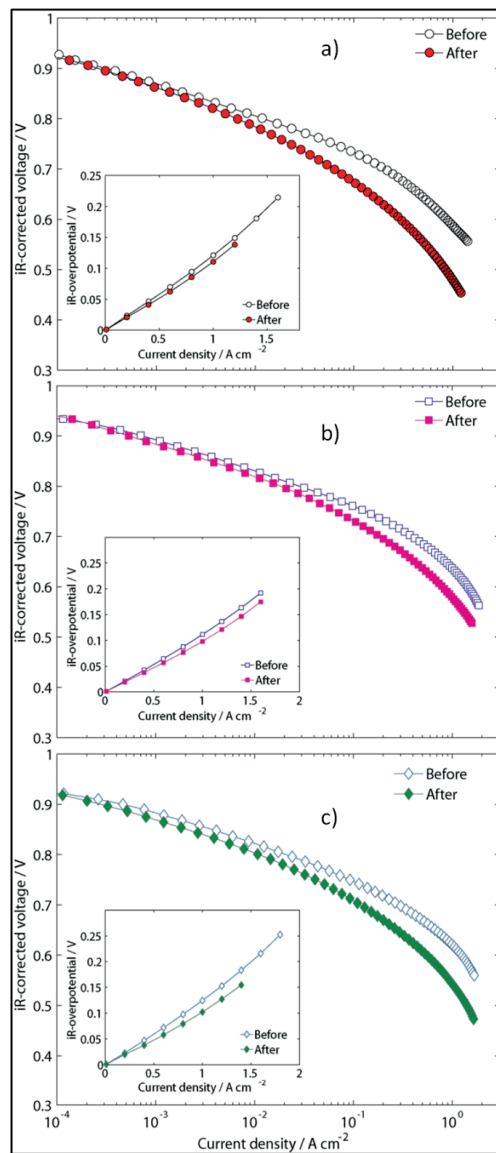 a)
Before
After
1
0.9
0.8
0.7
0.6
0.5
0.4
0.3
iR-corrected voltage / V
0.2
0.15
0.1
0.05
0
iR-overpotential / V
Before
After
0 0.5 1 1.5
Current density / A cm⁻²
b)
Before
After
1
0.9
0.8
0.7
0.6
0.5
0.4
0.3
iR-corrected voltage / V
0.25
0.2
0.15
0.1
0.05
0
iR-overpotential / V
Before
After
0 0.5 1 1.5 2
Current density / A cm⁻²
c)
Before
After
1
0.9
0.8
0.7
0.6
0.5
0.4
0.3
iR-corrected voltage / V
0.25
0.2
0.15
0.1
0.05
0
iR-overpotential / V
Before
After
0 0.5 1 1.5 2
Current density / A cm⁻²
10⁻⁴ 10⁻³ 10⁻² 10⁻¹ 10⁰
Current density / A cm⁻²